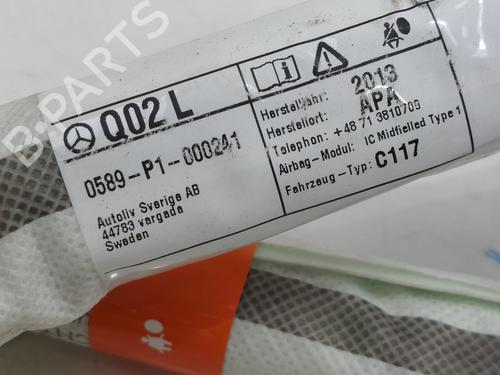 B-PARTS
Q02 L
0589-P1-000241
Autoliv Sverige AB
44783 vargada
Sweden
Herstelljahr: 2013
Herstellort: APA
Telephon: +48 71 3810700
Airbag-Modul: IC Midfielled Type 1
Fahrzeug-Typ: C117